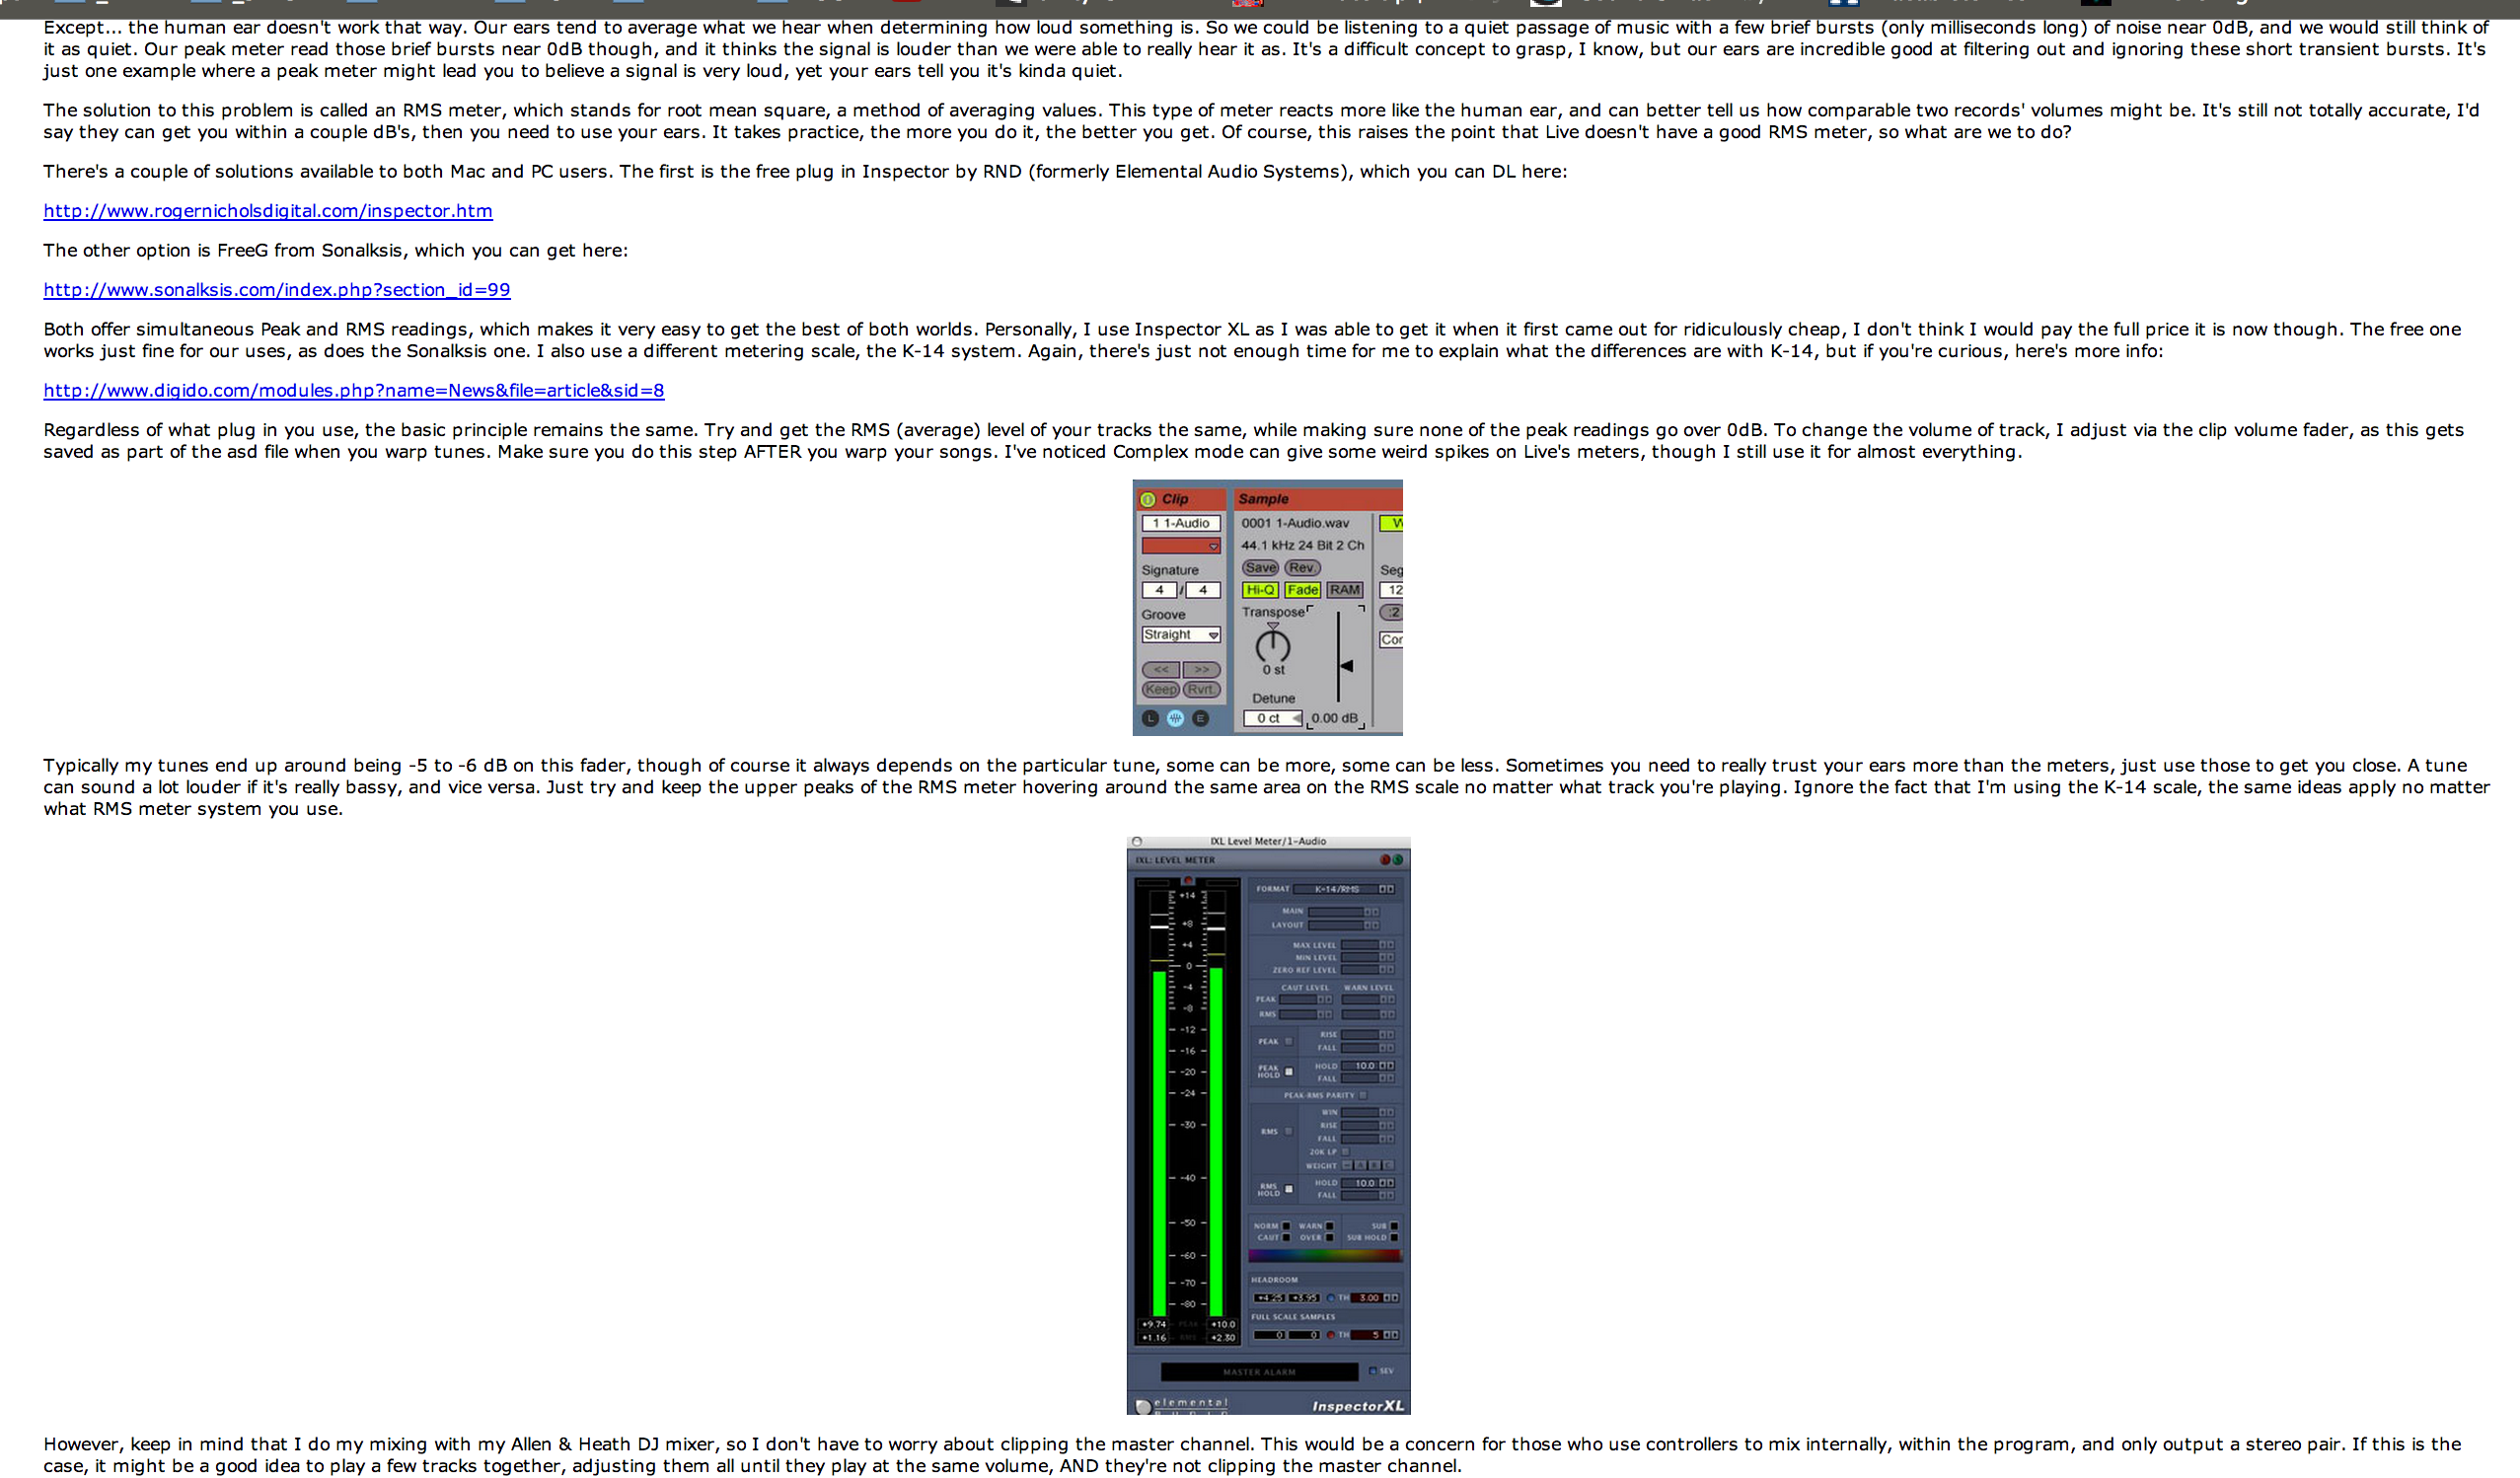 Except... the human ear doesn't work that way. Our ears tend to average what we hear when determining how loud something is. So we could be listening to a quiet passage of music with a few brief bursts (only milliseconds long) of noise near 0dB, and we would still think of
it as quiet. Our peak meter read those brief bursts near 0dB though, and it thinks the signal is louder than we were able to really hear it as. It's a difficult concept to grasp, I know, but our ears are incredible good at filtering out and ignoring these short transient bursts. It's
just one example where a peak meter might lead you to believe a signal is very loud, yet your ears tell you it's kinda quiet.
The solution to this problem is called an RMS meter, which stands for root mean square, a method of averaging values. This type of meter reacts more like the human ear, and can better tell us how comparable two records' volumes might be. It's still not totally accurate, I'd
say they can get you within a couple dB's, then you need to use your ears. It takes practice, the more you do it, the better you get. Of course, this raises the point that Live doesn't have a good RMS meter, so what are we to do?
There's a couple of solutions available to both Mac and PC users. The first is the free plug in Inspector by RND (formerly Elemental Audio Systems), which you can DL here:
http://www.rogernicholsdigital.com/inspector.htm
The other option is FreeG from Sonalksis, which you can get here:
http://www.sonalksis.com/index.php?section_id=99
Both offer simultaneous Peak and RMS readings, which makes it very easy to get the best of both worlds. Personally, I use Inspector XL as I was able to get it when it first came out for ridiculously cheap, I don't think I would pay the full price it is now though. The free one
works just fine for our uses, as does the Sonalksis one. I also use a different metering scale, the K-14 system. Again, there's just not enough time for me to explain what the differences are with K-14, but if you're curious, here's more info:
http://www.digido.com/modules.php?name=News&file=article&sid=8
Regardless of what plug in you use, the basic principle remains the same. Try and get the RMS (average) level of your tracks the same, while making sure none of the peak readings go over 0dB. To change the volume of track, I adjust via the clip volume fader, as this gets
saved as part of the asd file when you warp tunes. Make sure you do this step AFTER you warp your songs. I've noticed Complex mode can give some weird spikes on Live's meters, though I still use it for almost everything.
Clip Sample
1 1-Audio 0001 1-Audio.wav
44.1 kHz 24 Bit 2 Ch
Signature Save Rev. Seg
4 / 4 Hi-Q Fade RAM 12
Groove Transpose :2
Straight Cor
<< >> 0 st
Keep Rvrt. Detune
L E 0 ct 0.00 dB
Typically my tunes end up around being -5 to -6 dB on this fader, though of course it always depends on the particular tune, some can be more, some can be less. Sometimes you need to really trust your ears more than the meters, just use those to get you close. A tune
can sound a lot louder if it's really bassy, and vice versa. Just try and keep the upper peaks of the RMS meter hovering around the same area on the RMS scale no matter what track you're playing. Ignore the fact that I'm using the K-14 scale, the same ideas apply no matter
what RMS meter system you use.
IXL Level Meter/1-Audio
IXL: LEVEL METER
FORMAT K-14/RMS
MAIN
LAYOUT
MAX LEVEL
MIN LEVEL
ZERO REF LEVEL
CAUT LEVEL WARN LEVEL
PEAK
RMS
PEAK RISE
FALL
PEAK HOLD HOLD 10.0
FALL
PEAK-RMS PARITY
WIN
RMS RISE
FALL
20K LP
WEIGHT
RMS HOLD HOLD 10.0
FALL
NORM WARN SUB
CAUT OVER SUB HOLD
HEADROOM
+4.25 +3.95 TH 3.00
FULL SCALE SAMPLES
0 0 TH 5
+14
+8
+4
0
-4
-8
-12
-16
-20
-24
-30
-40
-50
-60
-70
-80
+9.74 PEAK +10.0
+1.16 RMS +2.30
MASTER ALARM SEV
elemental InspectorXL
However, keep in mind that I do my mixing with my Allen & Heath DJ mixer, so I don't have to worry about clipping the master channel. This would be a concern for those who use controllers to mix internally, within the program, and only output a stereo pair. If this is the
case, it might be a good idea to play a few tracks together, adjusting them all until they play at the same volume, AND they're not clipping the master channel.